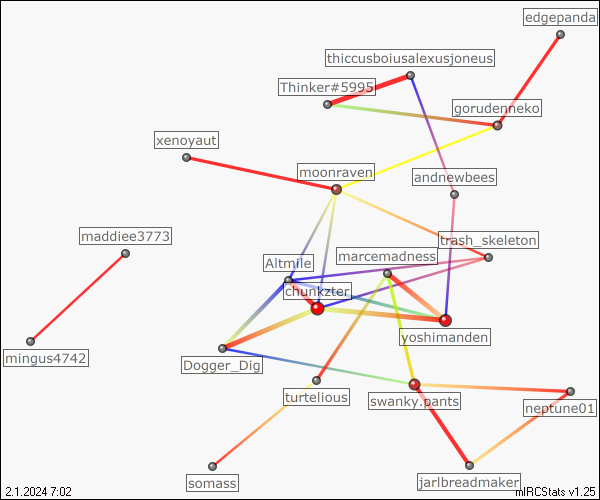 edgepanda
thiccusboiusalexusjoneus
Thinker#5995
gorudenneko
xenoyaut
moonraven
andnewbees
maddiee3773
trash_skeleton
marcemadness
Altmile
chunkzer
yoshimanden
mingus4742
Dogger_Dig
turtelious
swanky.pants
neptune01
somass
jarlbreadmaker
2.1.2024 7:02
mIRCStats v1.25